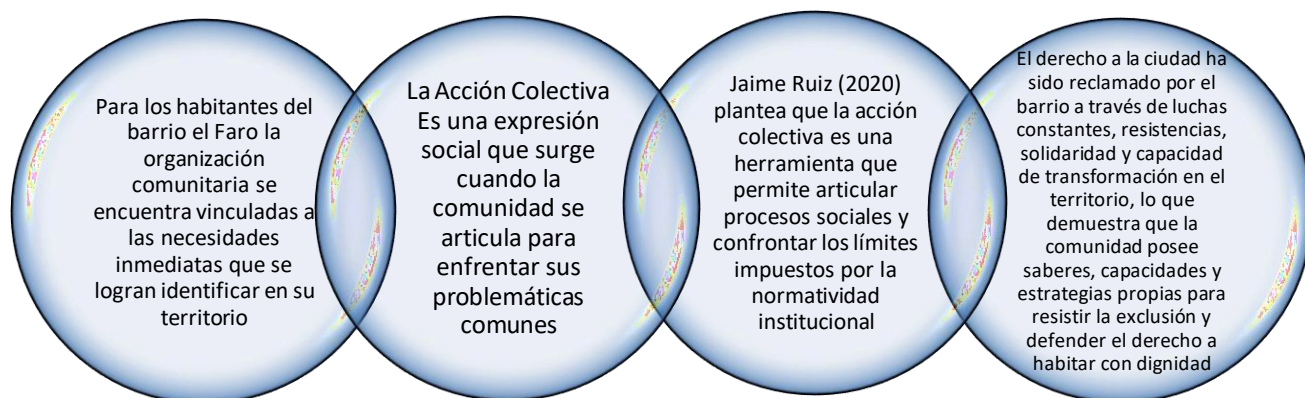 Para los habitantes del
barrio el Faro la
organización
comunitaria se
encuentra vinculadas a
las necesidades
inmediatas que se
logran identificar en su
territorio
La Acción Colectiva
Es una expresión
social que surge
cuando la
comunidad se
articula para
enfrentar sus
problemáticas
comunes
Jaime Ruiz (2020)
plantea que la acción
colectiva es una
herramienta que
permite articular
procesos sociales y
confrontar los límites
impuestos por la
normatividad
institucional
El derecho a la ciudad ha
sido reclamado por el
barrio a través de luchas
constantes, resistencias,
solidaridad y capacidad
de transformación en el
territorio, lo que
demuestra que la
comunidad posee
saberes, capacidades y
estrategias propias para
resistir la exclusión y
defender el derecho a
habitar con dignidad